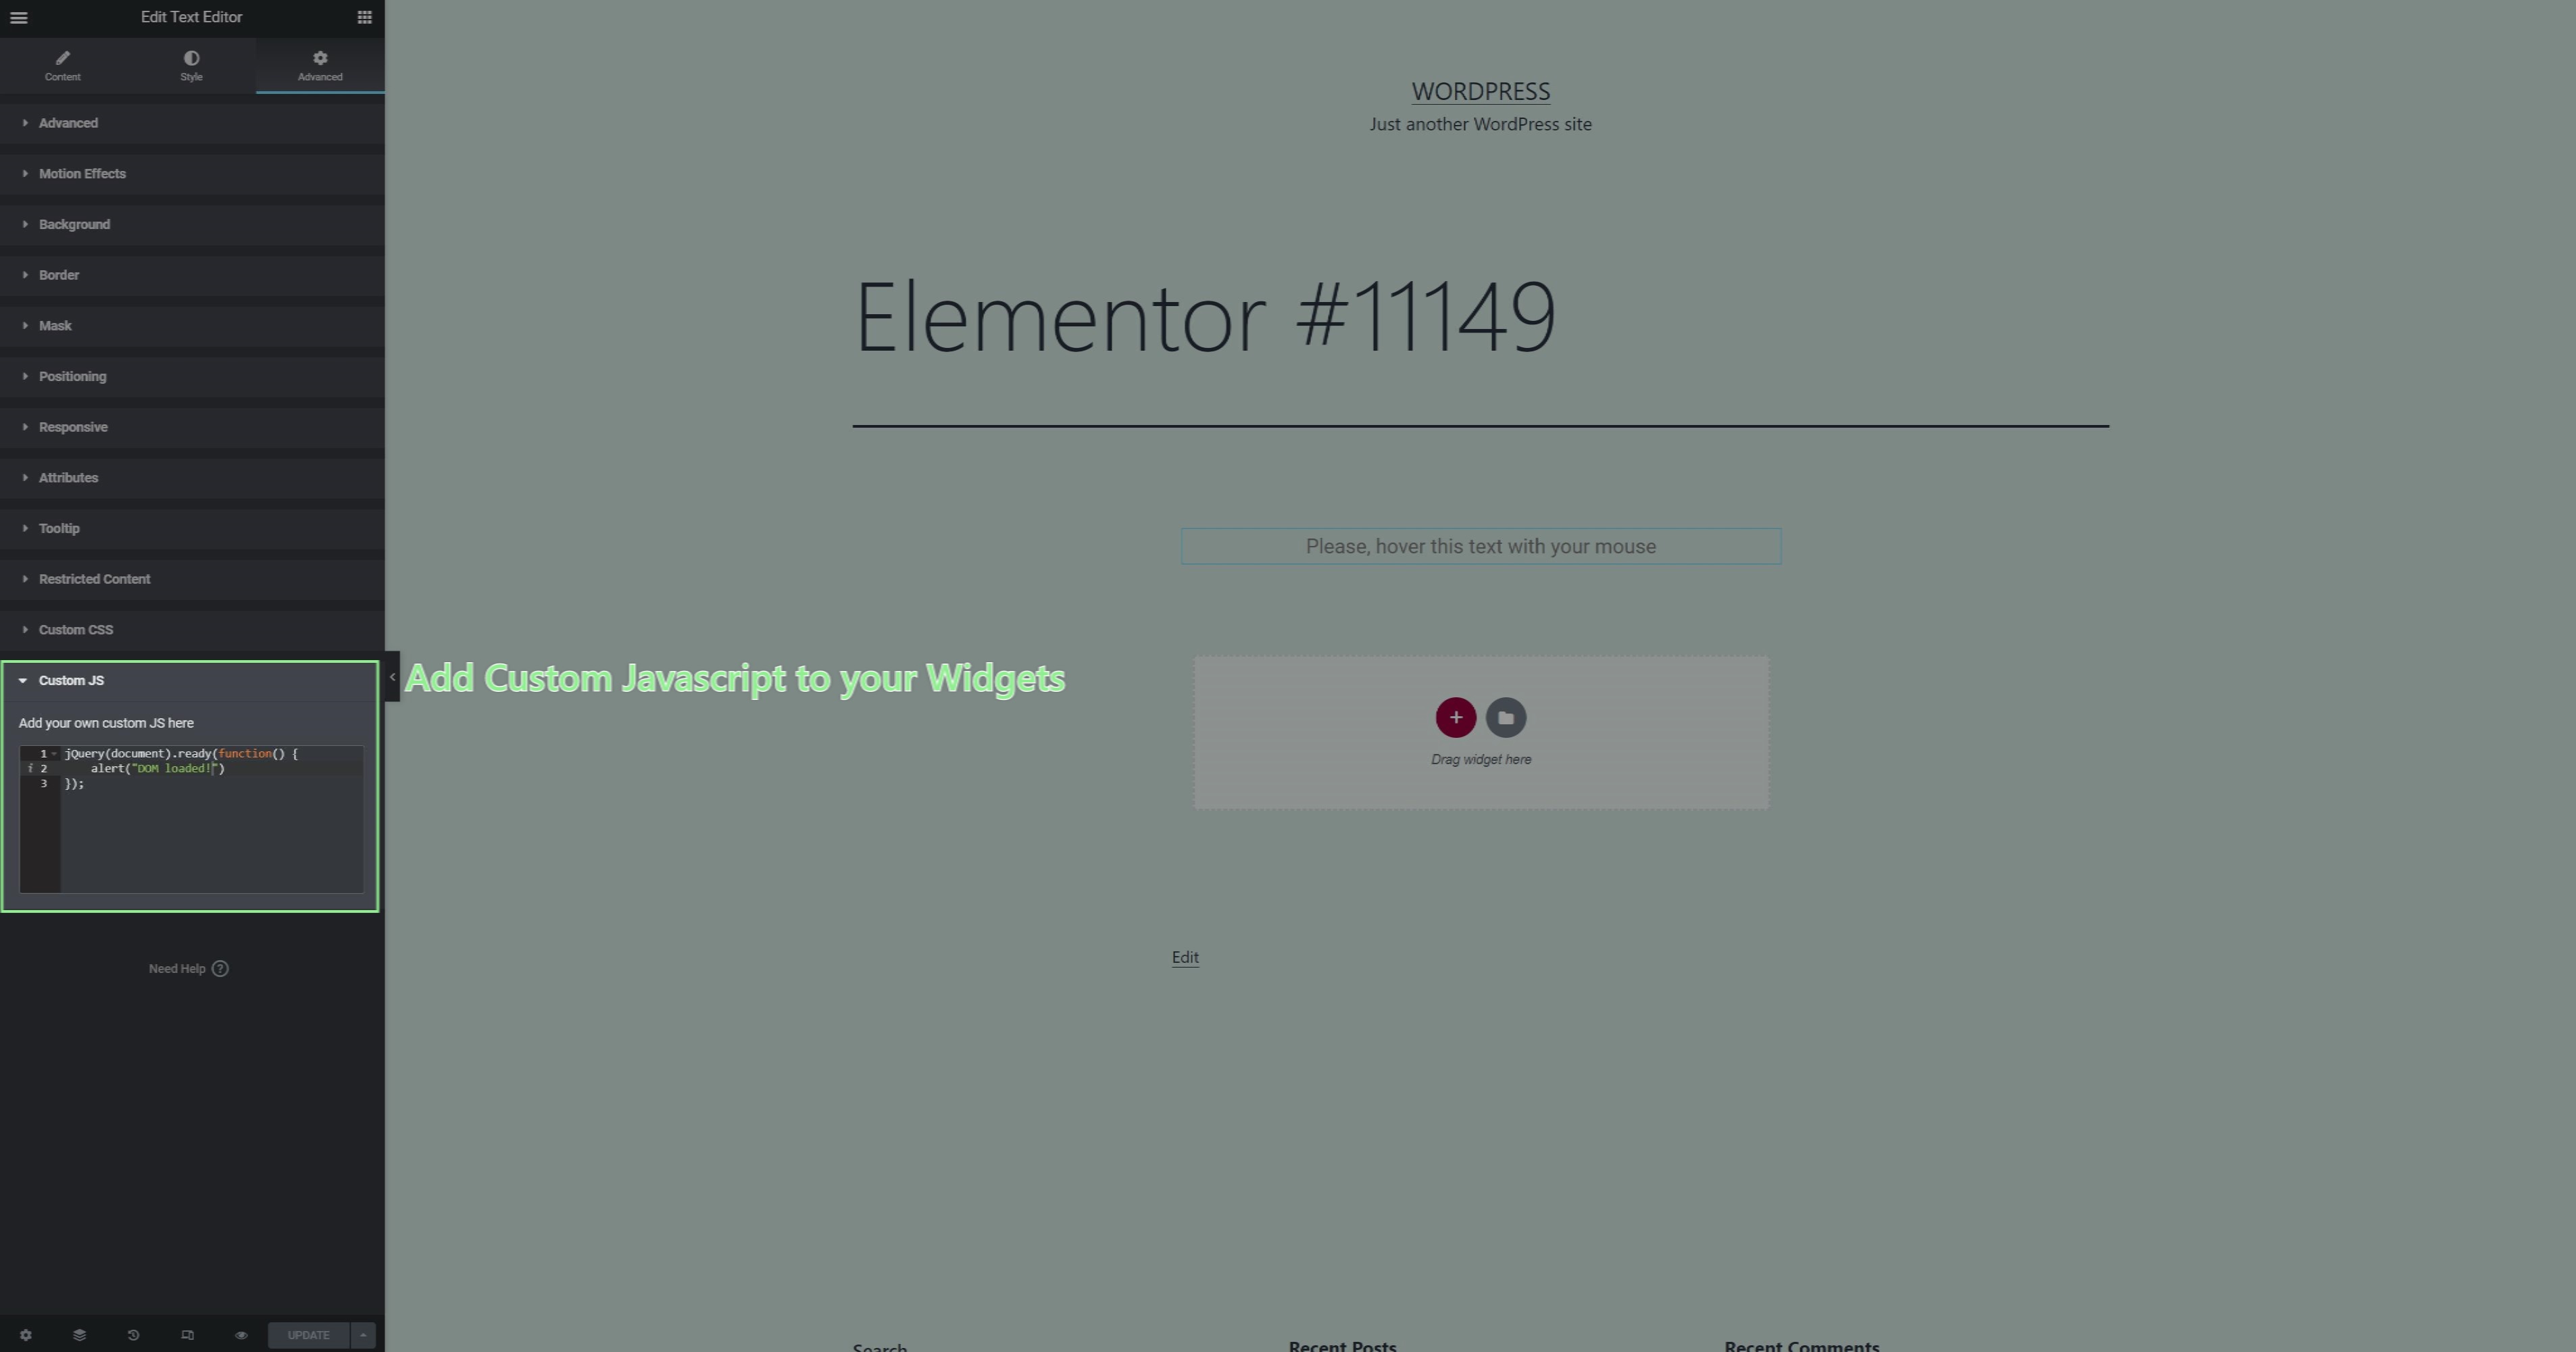 Edit Text Editor
Content
Style
Advanced
Advanced
Motion Effects
Background
Border
Mask
Positioning
Responsive
Attributes
Tooltip
Restricted Content
Custom CSS
Custom JS
Add your own custom JS here
1 jQuery(document).ready(function() {
i 2 alert("DOM loaded!")
3 });
Need Help ?
UPDATE
WORDPRESS
Just another WordPress site
Elementor #11149
Please, hover this text with your mouse
Add Custom Javascript to your Widgets
Drag widget here
Edit
Search
Recent Posts
Recent Comments